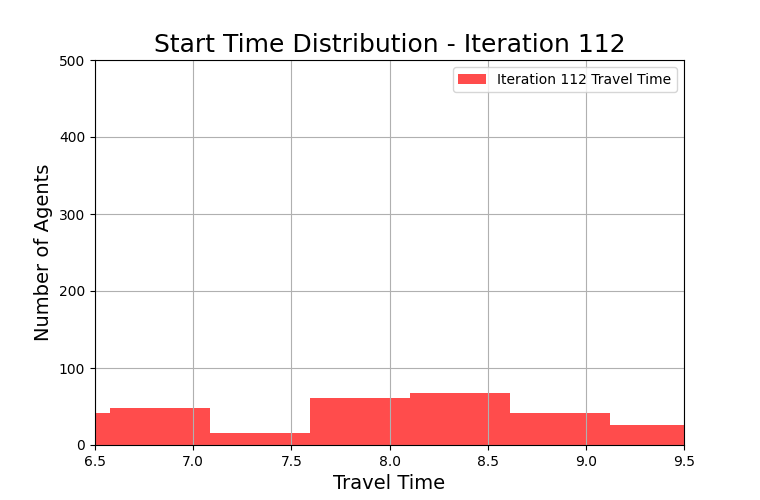 Start Time Distribution - Iteration 112
Iteration 112 Travel Time
Number of Agents
500
400
300
200
100
0
6.5 7.0 7.5 8.0 8.5 9.0 9.5
Travel Time